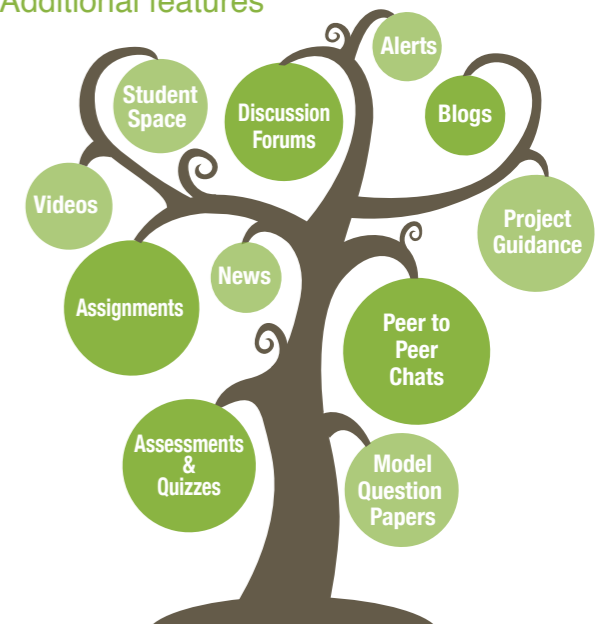 Additional features
Alerts
Student
Space
Discussion
Forums
Blogs
Videos
Project
Guidance
News
Assignments
Peer to
Peer
Chats
Assessments
&
Quizzes
Model
Question
Papers